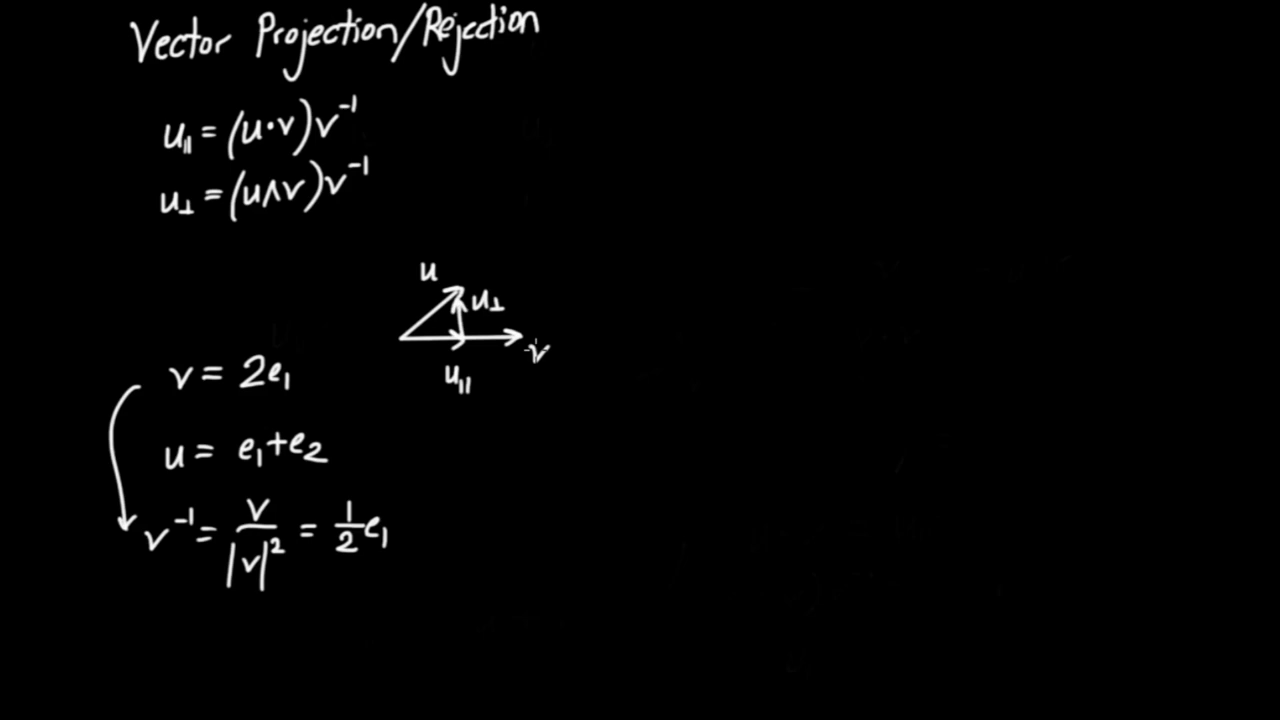 Vector Projection/Rejection
u∥ = (u·v)v⁻¹
u⊥ = (u∧v)v⁻¹
u
u⊥
v
u∥
v = 2e₁
u = e₁+e₂
v⁻¹ = v/|v|² = ½e₁